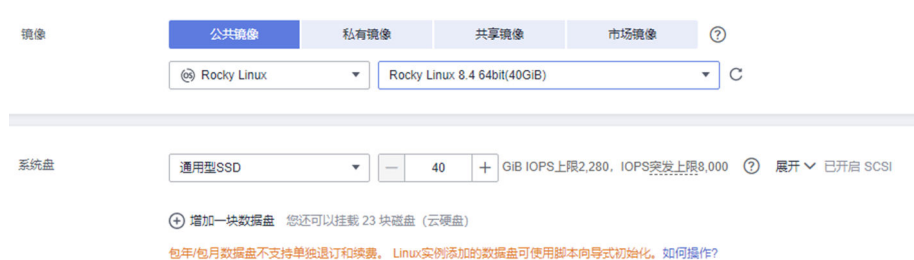 镜像 公共镜像 私有镜像 共享镜像 市场镜像 ?
Rocky Linux Rocky Linux 8.4 64bit(40GiB)
系统盘 通用型SSD — 40 + GiB IOPS上限2,280，IOPS突发上限8,000 ? 展开 已开启 SCSI
增加一块数据盘 您还可以挂载 23 块磁盘（云硬盘）
包年/包月数据盘不支持单独退订和续费。 Linux实例添加的数据盘可使用脚本向导式初始化。如何操作?